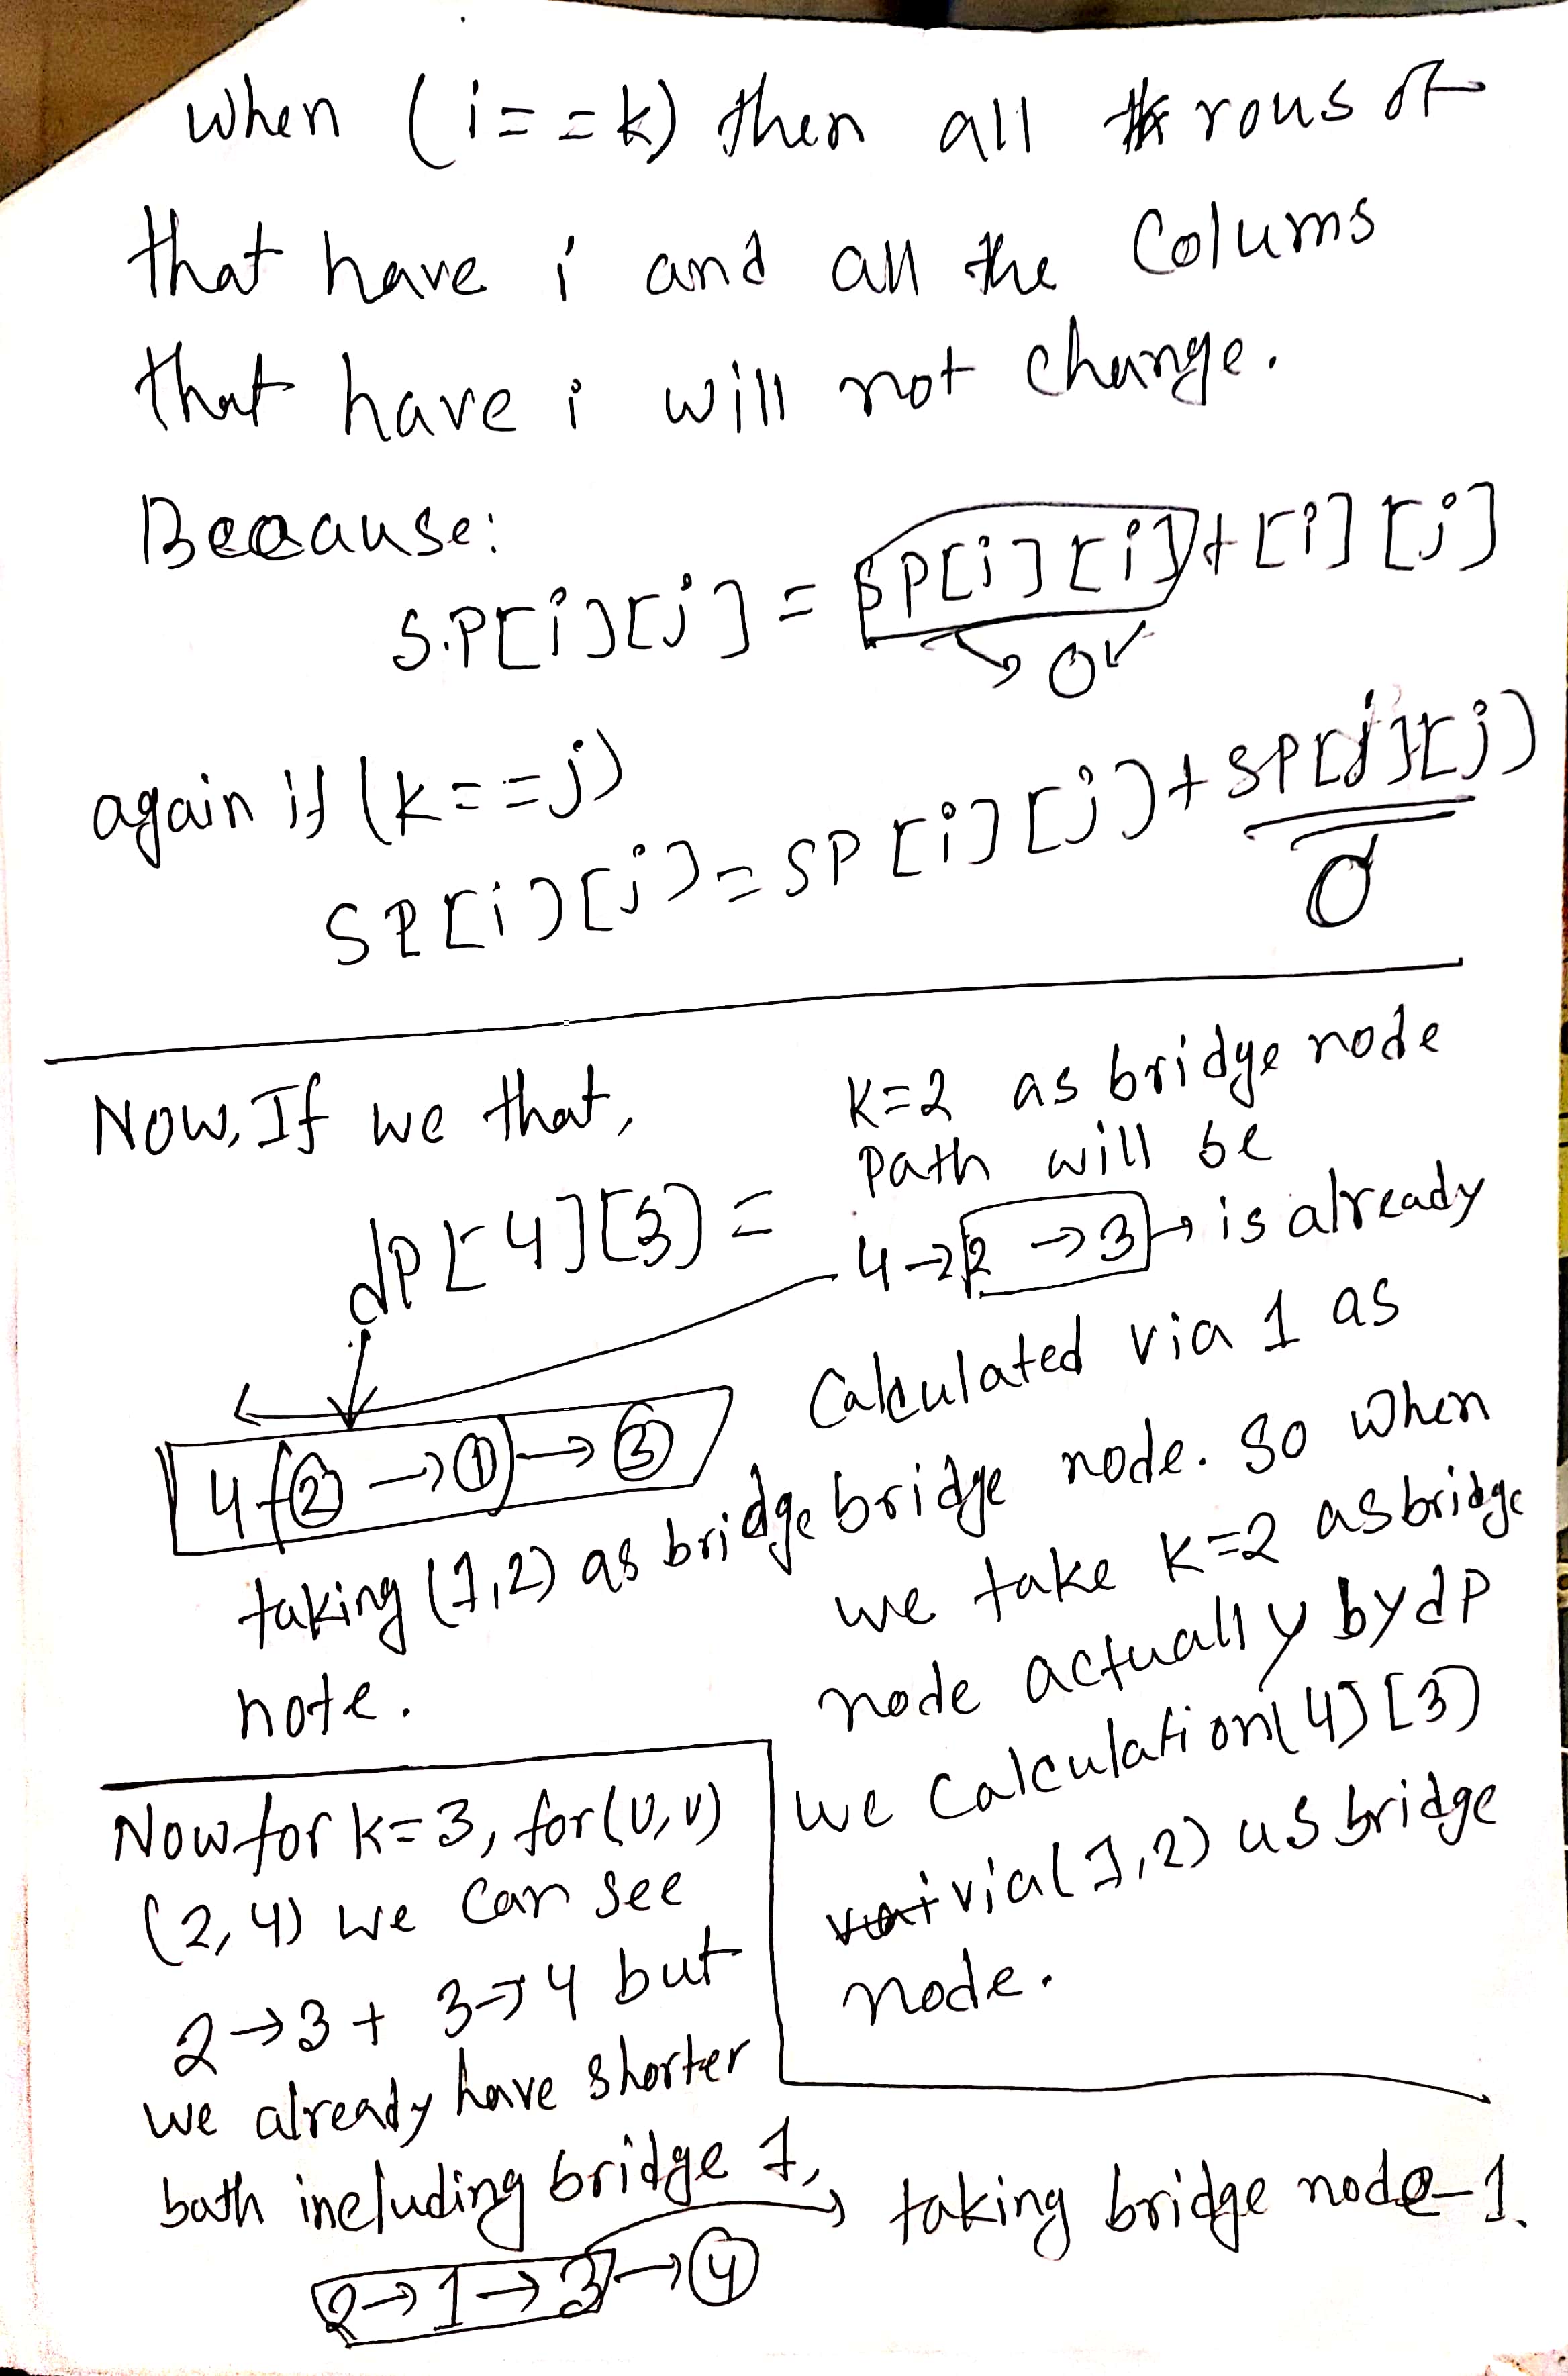 when (i==k) then all rous of
that have i and all the Colums
that have i will not change.
Because:
S.P[i][j] = SP[i][i]+[i][j]
0
again if (k==j)
SP[i][j]=SP[i][j]+SP[j][j]
0
Now, If we that,
dp[4][3] =
4 2→1→3
taking (1,2) as bridge
note.
K=2 as bridge node
Path will be
4→2→3→ is already
Calculated via 1 as
bridge node. So when
we take K=2 as bridge
node actually by dP
we Calculation[4][3]
via(1,2) as bridge
node.
Now for k=3, for(u,v)
(2,4) we can see
2→3+ 3→4 but
we already have shorter
bath including bridge 1,
2→1→3→4
taking bridge node-1.